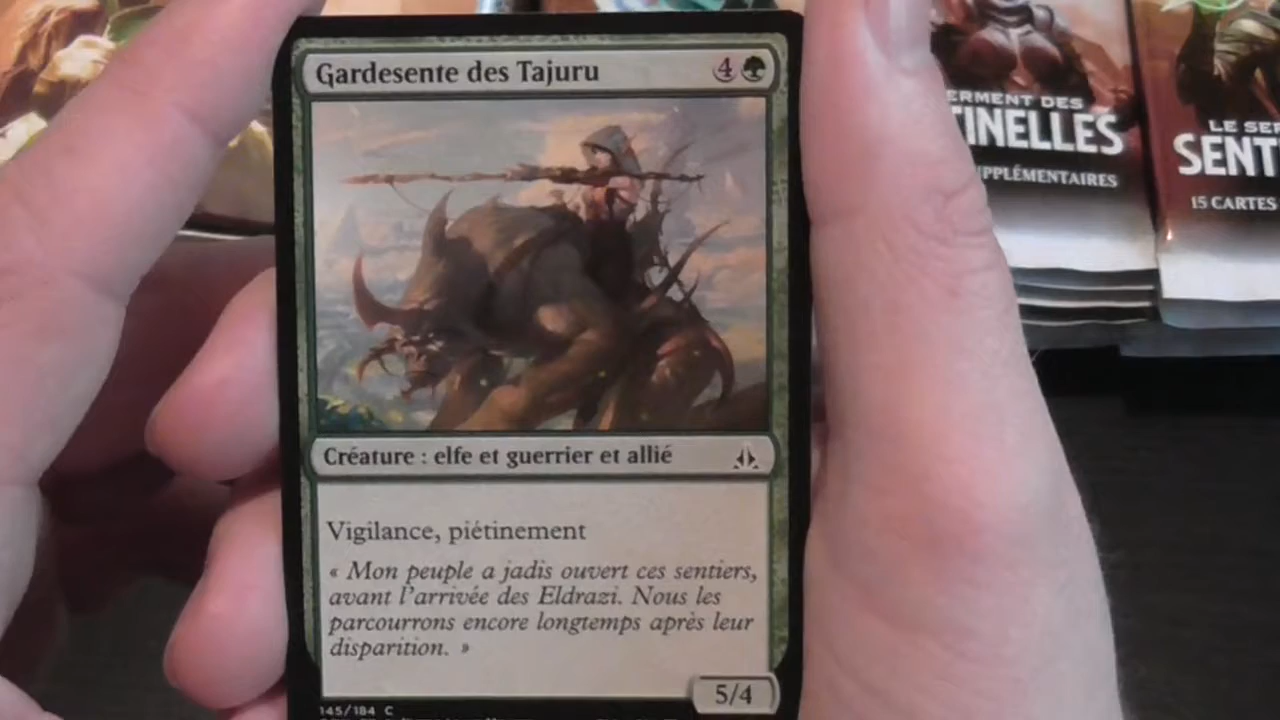 Gardesente des Tajuru
4
Créature : elfe et guerrier et allié
Vigilance, piétinement
« Mon peuple a jadis ouvert ces sentiers,
avant l'arrivée des Eldrazi. Nous les
parcourrons encore longtemps après leur
disparition. »
5/4
145/184 C
ERMENT DES
TINELLES
PPLÉMENTAIRES
LE SE
SENT
15 CARTES